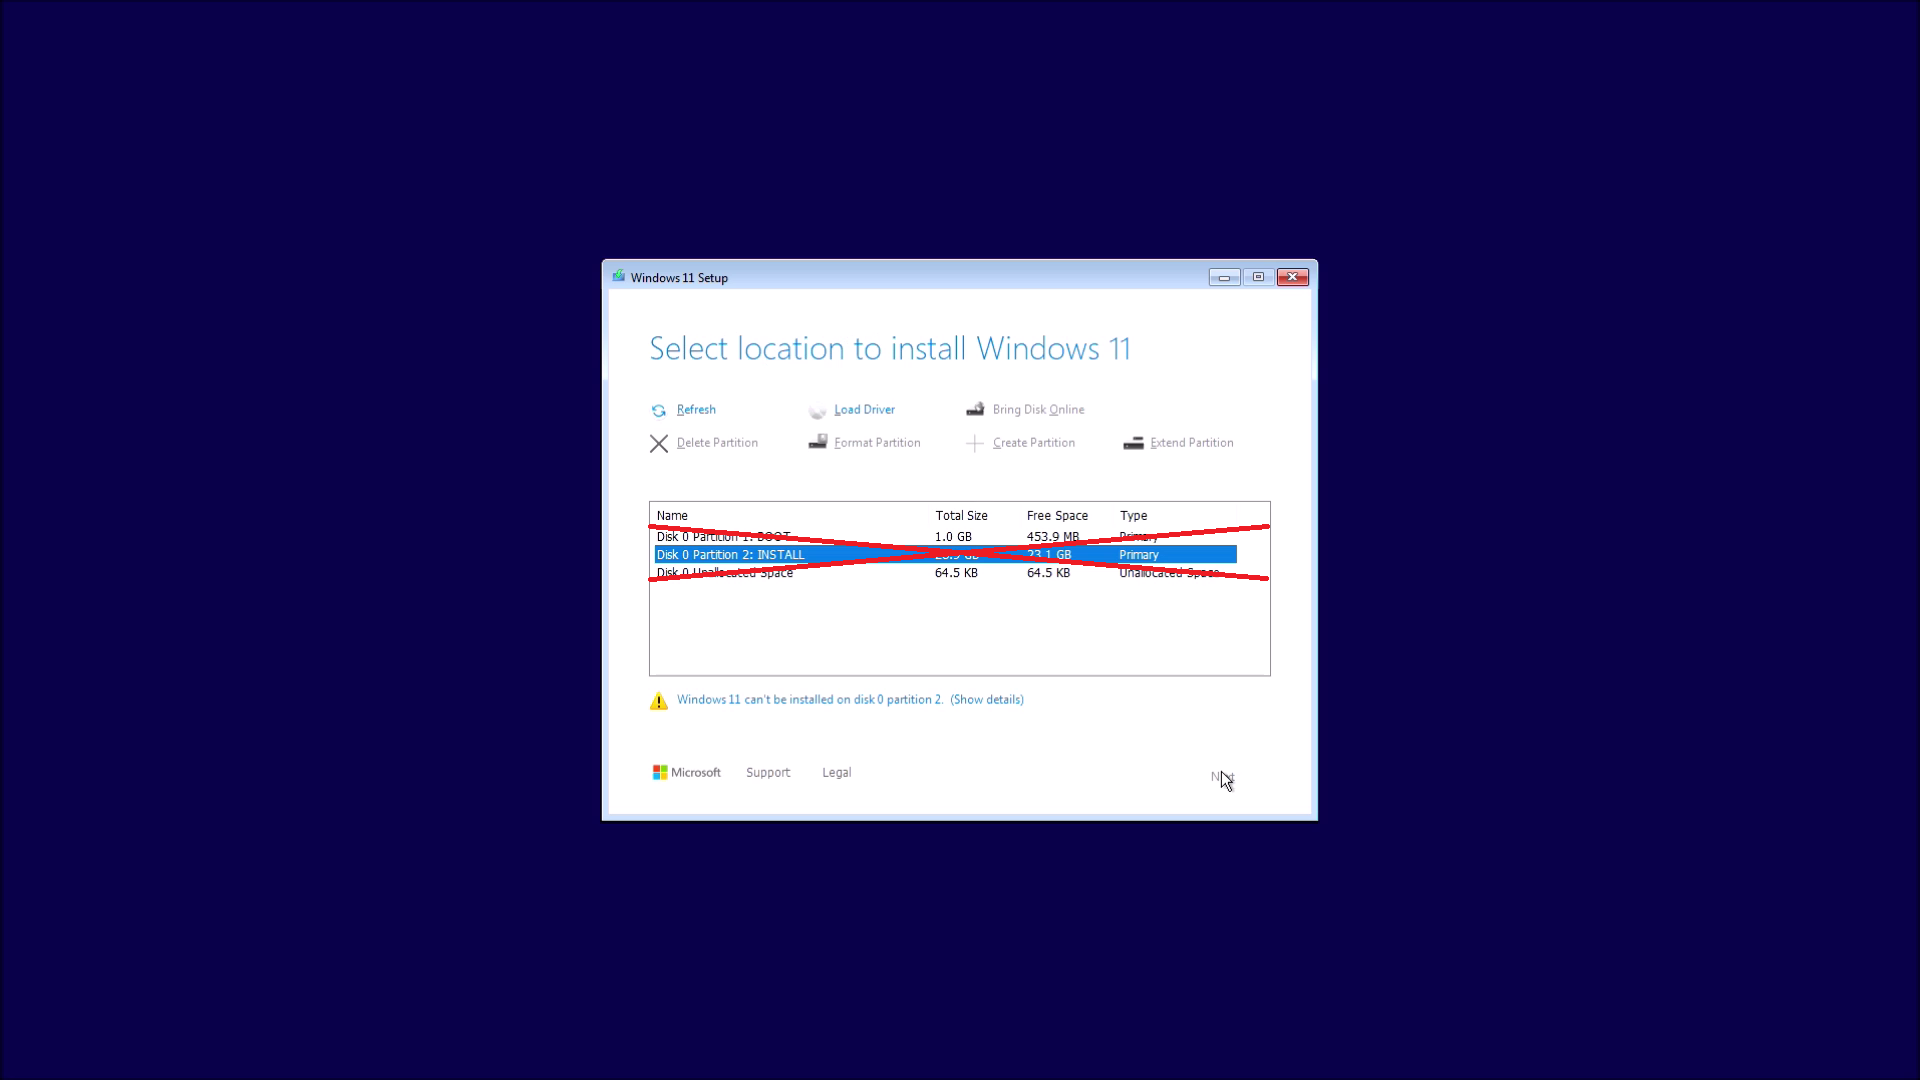 Windows 11 Setup
Select location to install Windows 11
Refresh Load Driver Bring Disk Online
Delete Partition Format Partition Create Partition Extend Partition
Name Total Size Free Space Type
Disk 0 Partition 1: BOOT 1.0 GB 453.9 MB Primary
Disk 0 Partition 2: INSTALL GB 23.1 GB Primary
Disk 0 Unallocated Space 64.5 KB 64.5 KB Unallocated Space
Windows 11 can't be installed on disk 0 partition 2. (Show details)
Microsoft Support Legal